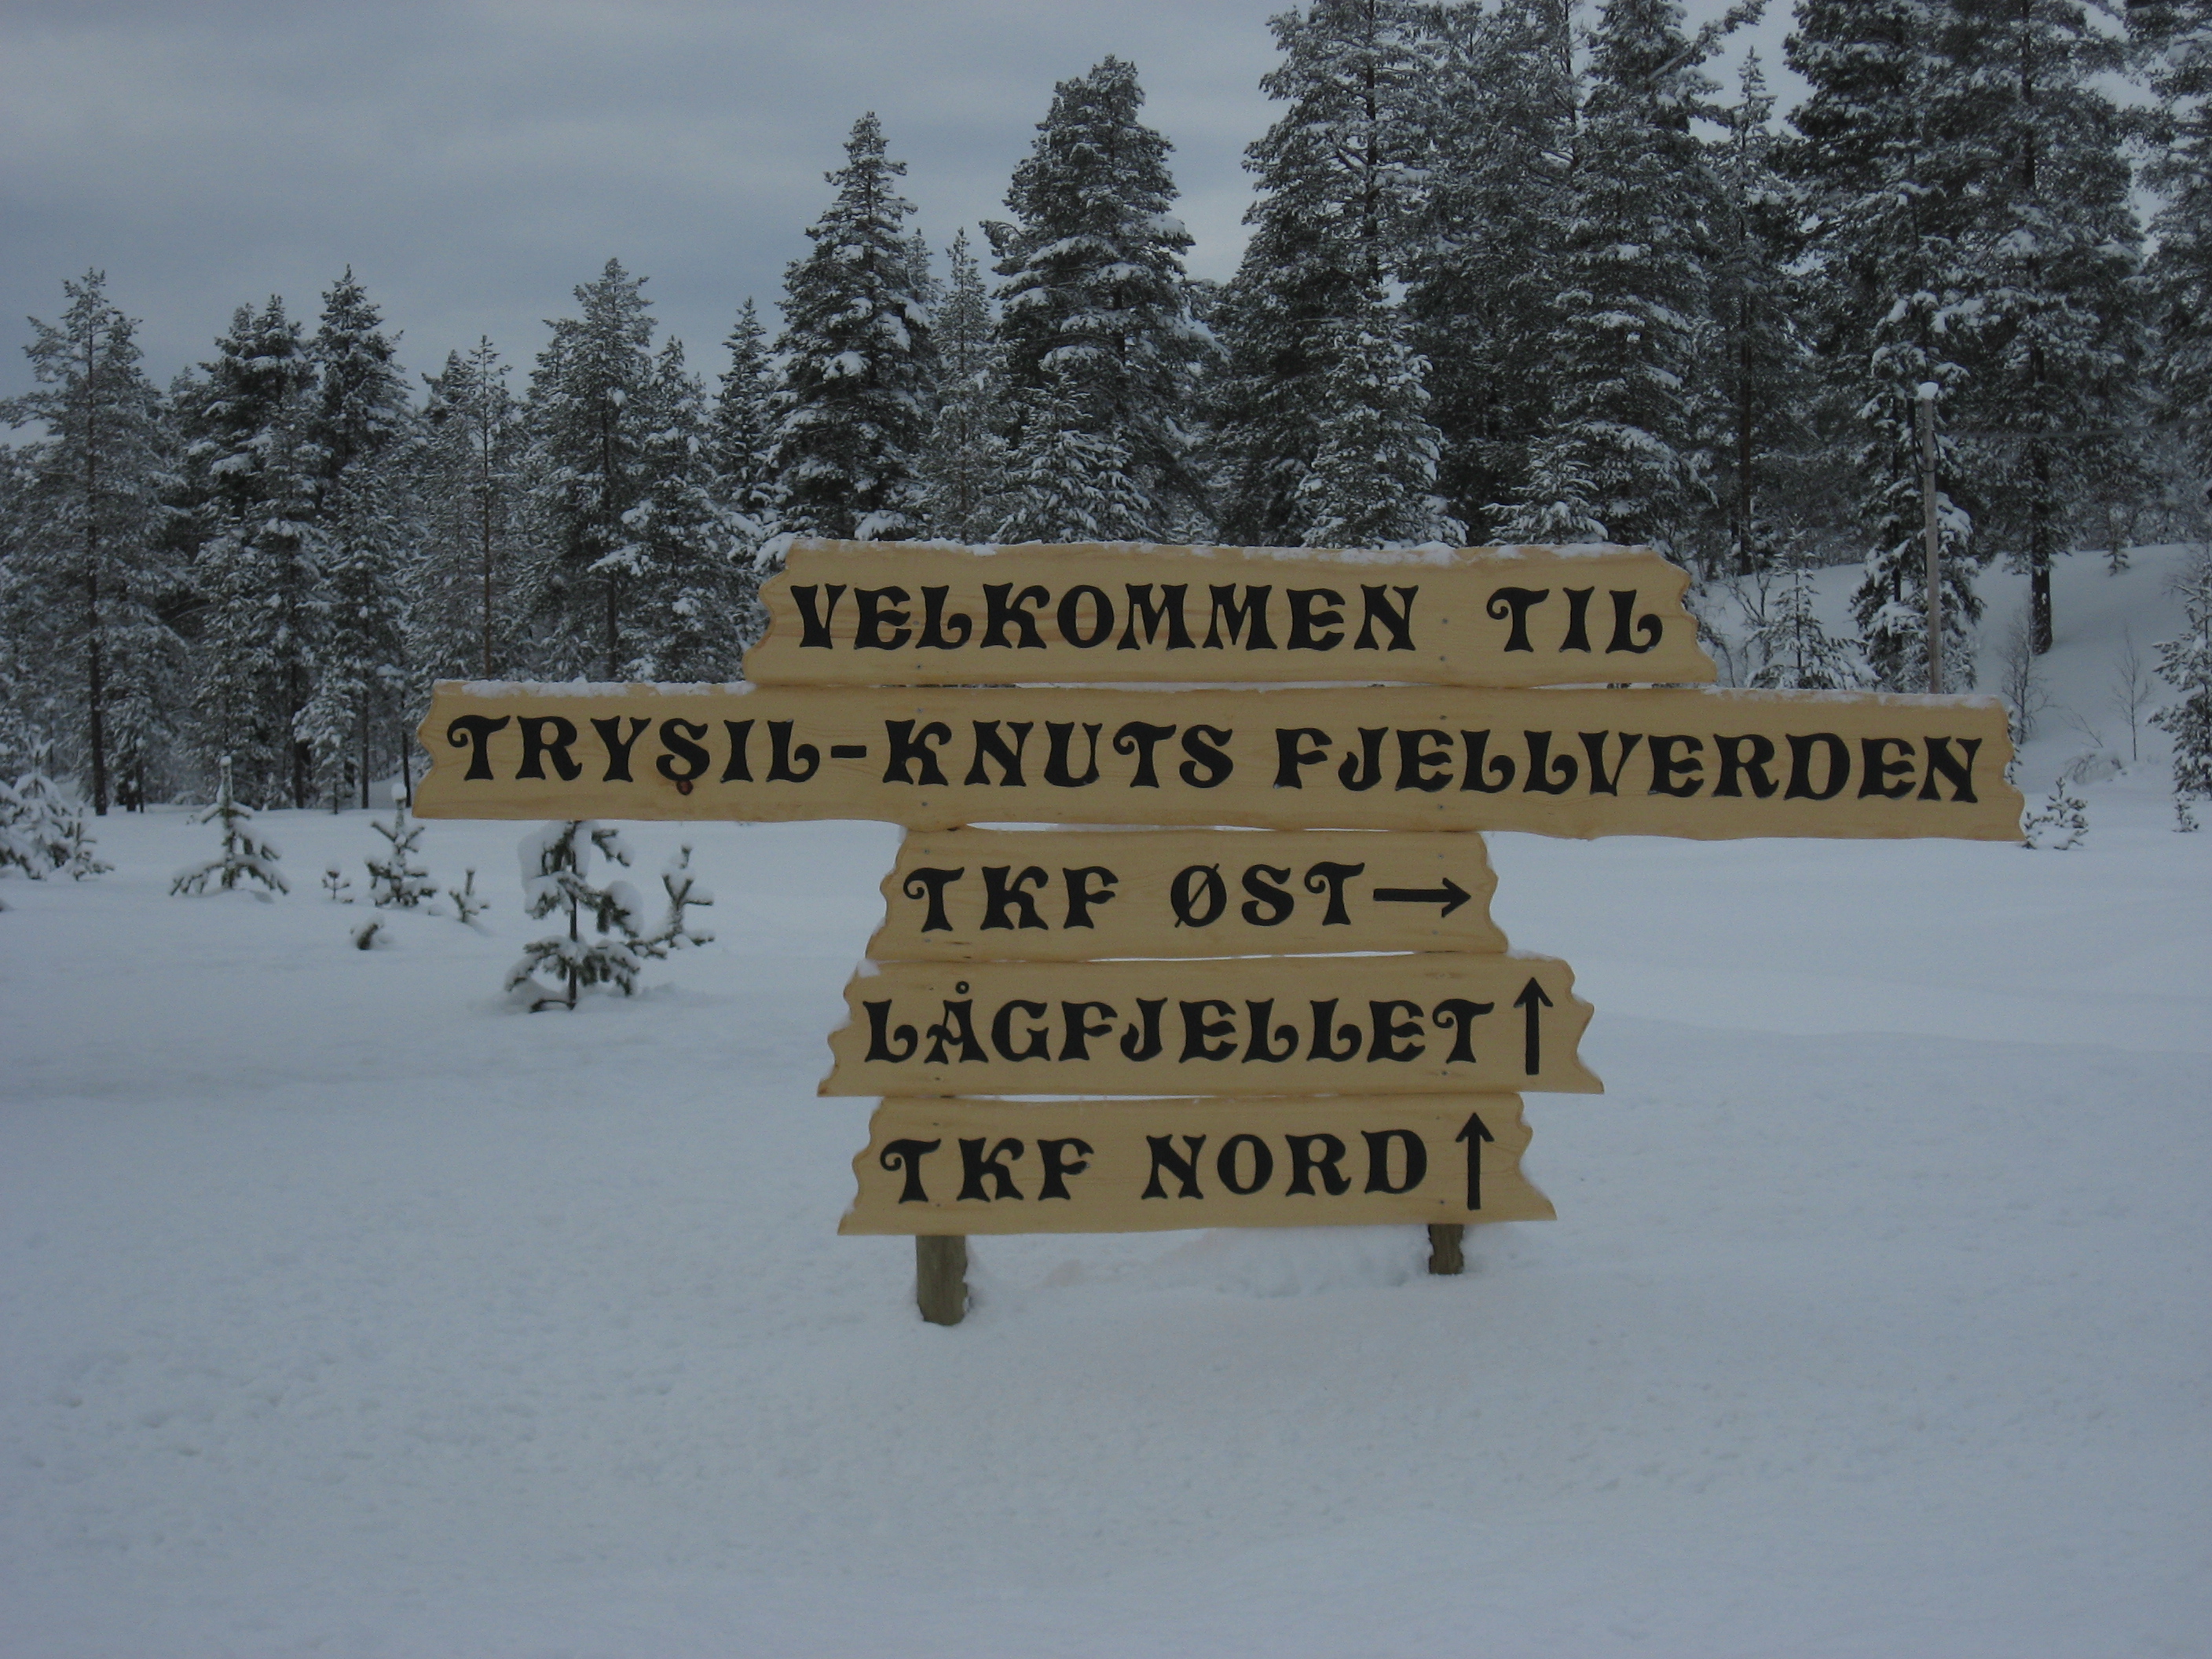 VELKOMMEN TIL
TRYSIL-KNUTS FJELLVERDEN
TKF ØST→
LÅGFJELLET↑
TKF NORD↑